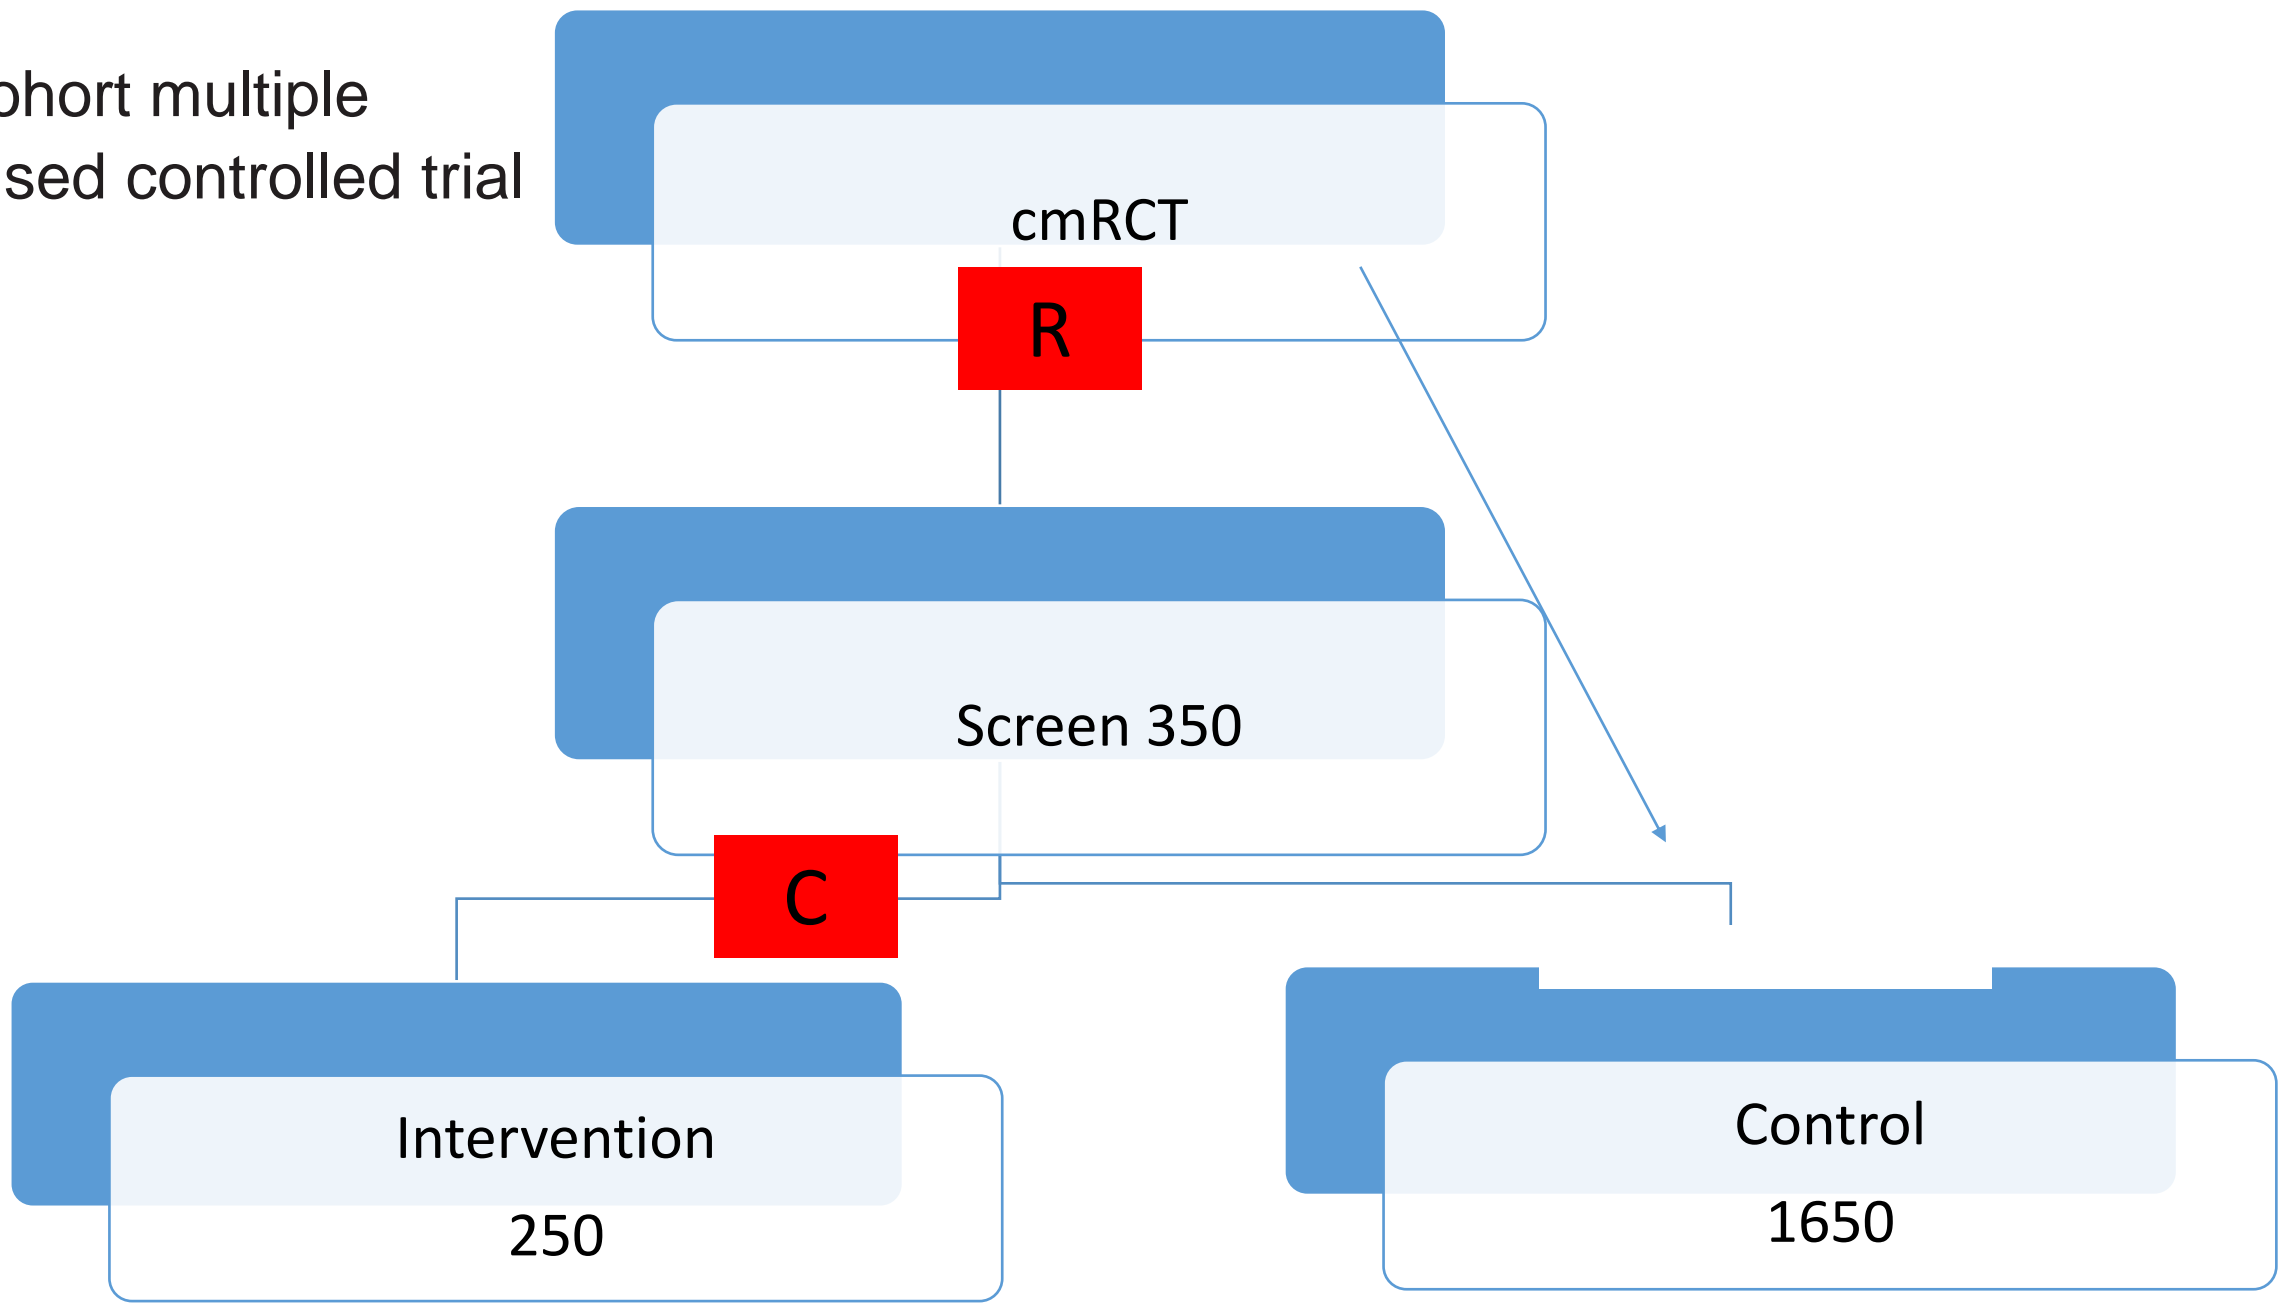 ohort multiple
sed controlled trial
cmRCT
R
Screen 350
C
Intervention
250
Control
1650